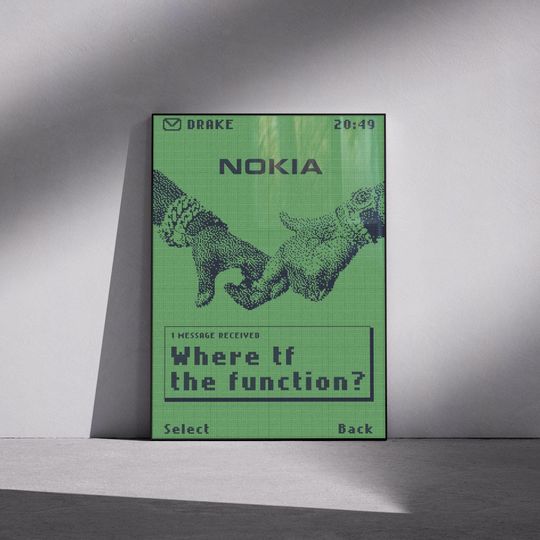 DRAKE 20:49
NOKIA
1 MESSAGE RECEIVED
Where tf
the function?
Select Back